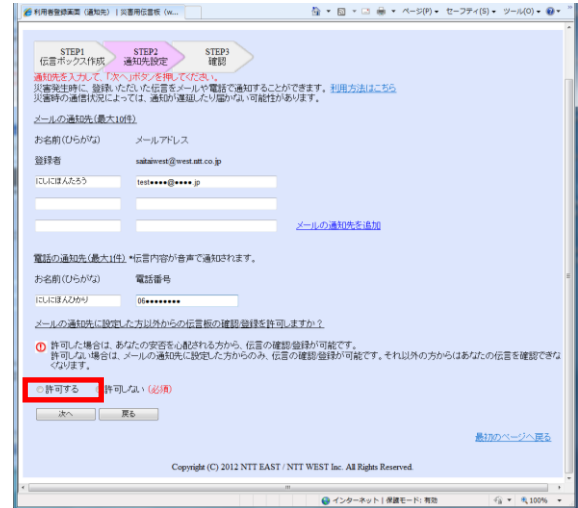 利用者登録画面（通知先）｜災害用伝言板（w...
ページ(P) セーフティ(S) ツール(O)
STEP1 STEP2 STEP3
伝言ボックス作成 通知先設定 確認
通知先を入力して、「次へ」ボタンを押してください。
災害発生時に、登録いただいた伝言をメールや電話で通知することができます。利用方法はこちら
災害時の通信状況によっては、通知が遅延したり届かない可能性があります。
メールの通知先(最大10件)
お名前(ひらがな) メールアドレス
登録者 saitaiwest@west.ntt.co.jp
にしにほんたろう test●●●●@●●●●.jp
メールの通知先を追加
電話の通知先(最大1件) *伝言内容が音声で通知されます。
お名前(ひらがな) 電話番号
にしにほんひかり 06●●●●●●●●
メールの通知先に設定した方以外からの伝言板の確認/登録を許可しますか？
許可した場合は、あなたの安否を心配される方から、伝言の確認/登録が可能です。
許可しない場合は、メールの通知先に設定した方からのみ、伝言の確認/登録が可能です。それ以外の方からはあなたの伝言を確認できな
くなります。
許可する 許可しない (必須)
次へ 戻る
最初のページへ戻る
Copyright (C) 2012 NTT EAST / NTT WEST Inc. All Rights Reserved.
インターネット | 保護モード: 有効 100%